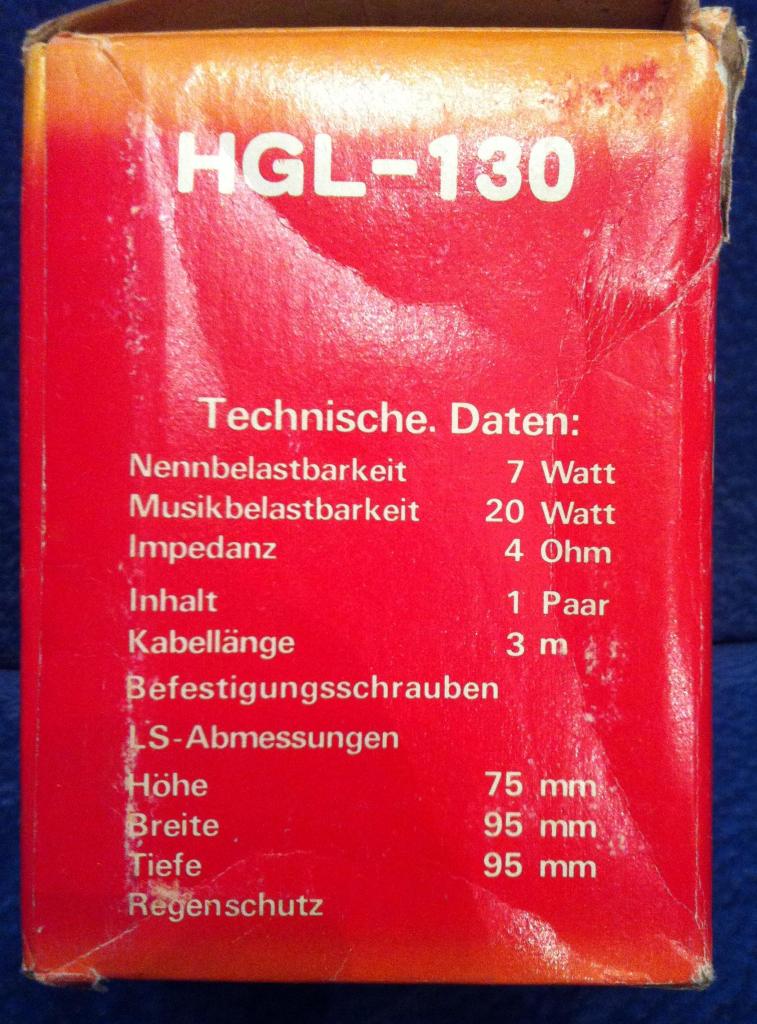 HGL-130
Technische. Daten:
Nennbelastbarkeit 7 Watt
Musikbelastbarkeit 20 Watt
Impedanz 4 Ohm
Inhalt 1 Paar
Kabellänge 3 m
Befestigungsschrauben
LS-Abmessungen
Höhe 75 mm
Breite 95 mm
Tiefe 95 mm
Regenschutz